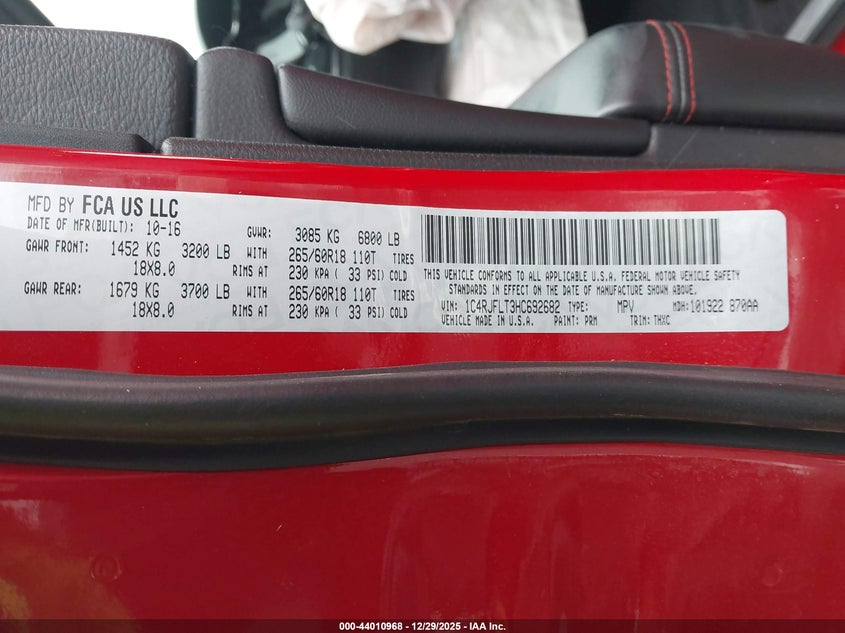 MFD BY FCA US LLC
DATE OF MFR(BUILT): 10-16 GVWR: 3085 KG 6800 LB
GAWR FRONT: 1452 KG 3200 LB WITH 265/60R18 110T TIRES
18X8.0 RIMS AT 230 KPA ( 33 PSI) COLD
GAWR REAR: 1679 KG 3700 LB WITH 265/60R18 110T TIRES
18X8.0 RIMS AT 230 KPA ( 33 PSI) COLD
THIS VEHICLE CONFORMS TO ALL APPLICABLE U.S.A. FEDERAL MOTOR VEHICLE SAFETY
STANDARDS IN EFFECT ON THE DATE OF MANUFACTURE SHOWN ABOVE.
VIN: 1C4RJFLT3HC692682 TYPE: MPV MDH:101922 870AA
VEHICLE MADE IN U.S.A. PAINT: PRM TRIM: THXC
000-44010968 - 12/29/2025 - IAA Inc.